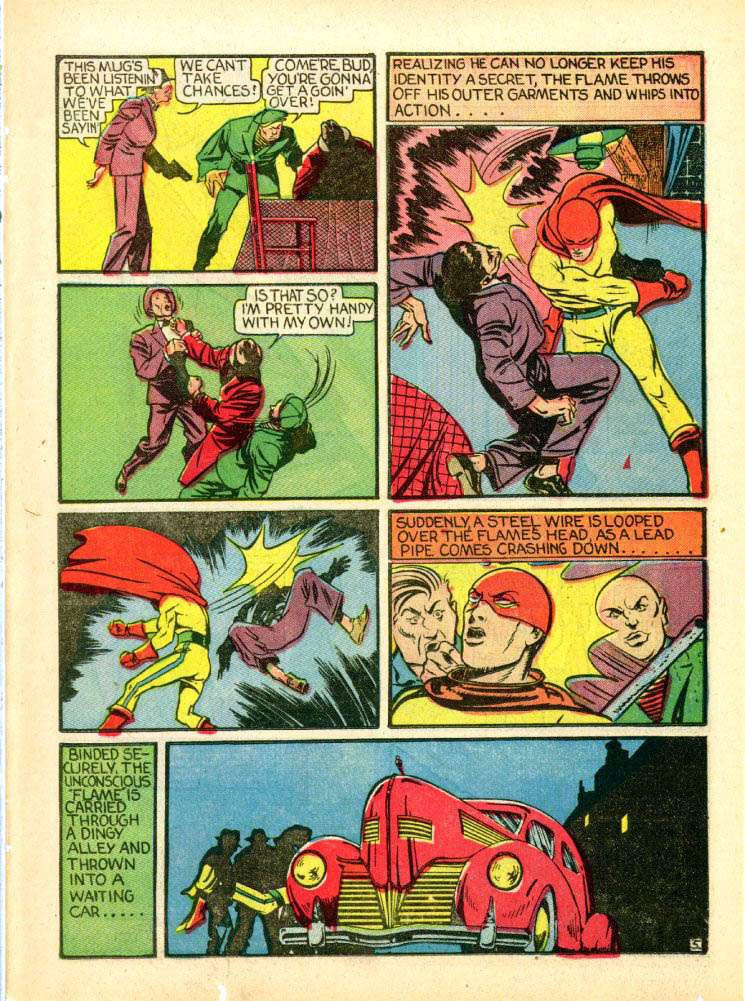 THIS MUG'S
BEEN LISTENIN'
TO WHAT
WE'VE
BEEN
SAYIN'
WE CAN'T
TAKE
CHANCES!
COME'RE, BUD,
YOU'RE GONNA
GET A GOIN'
OVER!
REALIZING HE CAN NO LONGER KEEP HIS
IDENTITY A SECRET, THE FLAME THROWS
OFF HIS OUTER GARMENTS AND WHIPS INTO
ACTION....
IS THAT SO?
I'M PRETTY HANDY
WITH MY OWN!
SUDDENLY, A STEEL WIRE IS LOOPED
OVER THE FLAME'S HEAD, AS A LEAD
PIPE COMES CRASHING DOWN.......
BINDED SE-
CURELY, THE
UNCONSCIOUS
"FLAME" IS
CARRIED
THROUGH
A DINGY
ALLEY AND
THROWN
INTO A
WAITING
CAR.....
5